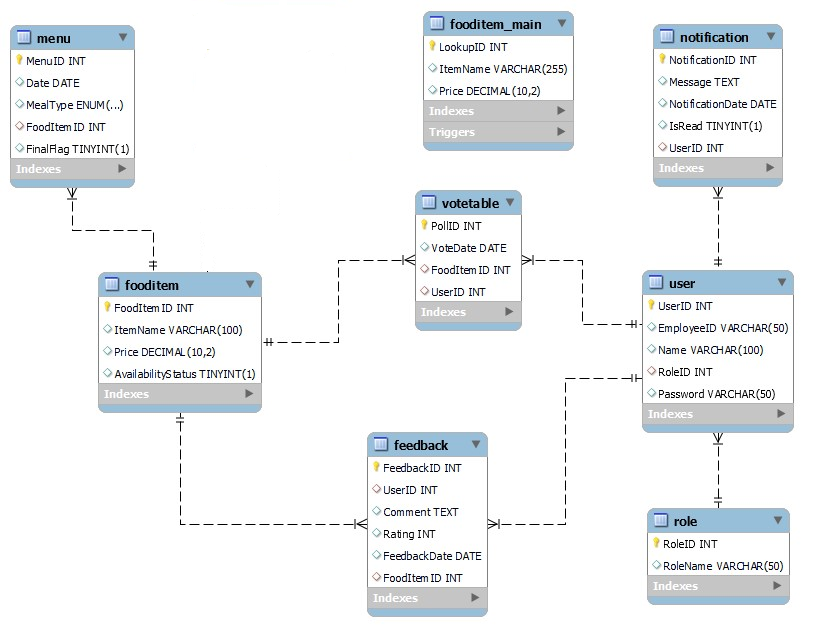 menu
MenuID INT
Date DATE
MealType ENUM(...)
FoodItemID INT
FinalFlag TINYINT(1)
Indexes
fooditem_main
LookupID INT
ItemName VARCHAR(255)
Price DECIMAL(10,2)
Indexes
Triggers
notification
NotificationID INT
Message TEXT
NotificationDate DATE
IsRead TINYINT(1)
UserID INT
Indexes
votetable
PollID INT
VoteDate DATE
FoodItemID INT
UserID INT
Indexes
fooditem
FoodItemID INT
ItemName VARCHAR(100)
Price DECIMAL(10,2)
AvailabilityStatus TINYINT(1)
Indexes
user
UserID INT
EmployeeID VARCHAR(50)
Name VARCHAR(100)
RoleID INT
Password VARCHAR(50)
Indexes
feedback
FeedbackID INT
UserID INT
Comment TEXT
Rating INT
FeedbackDate DATE
FoodItemID INT
Indexes
role
RoleID INT
RoleName VARCHAR(50)
Indexes